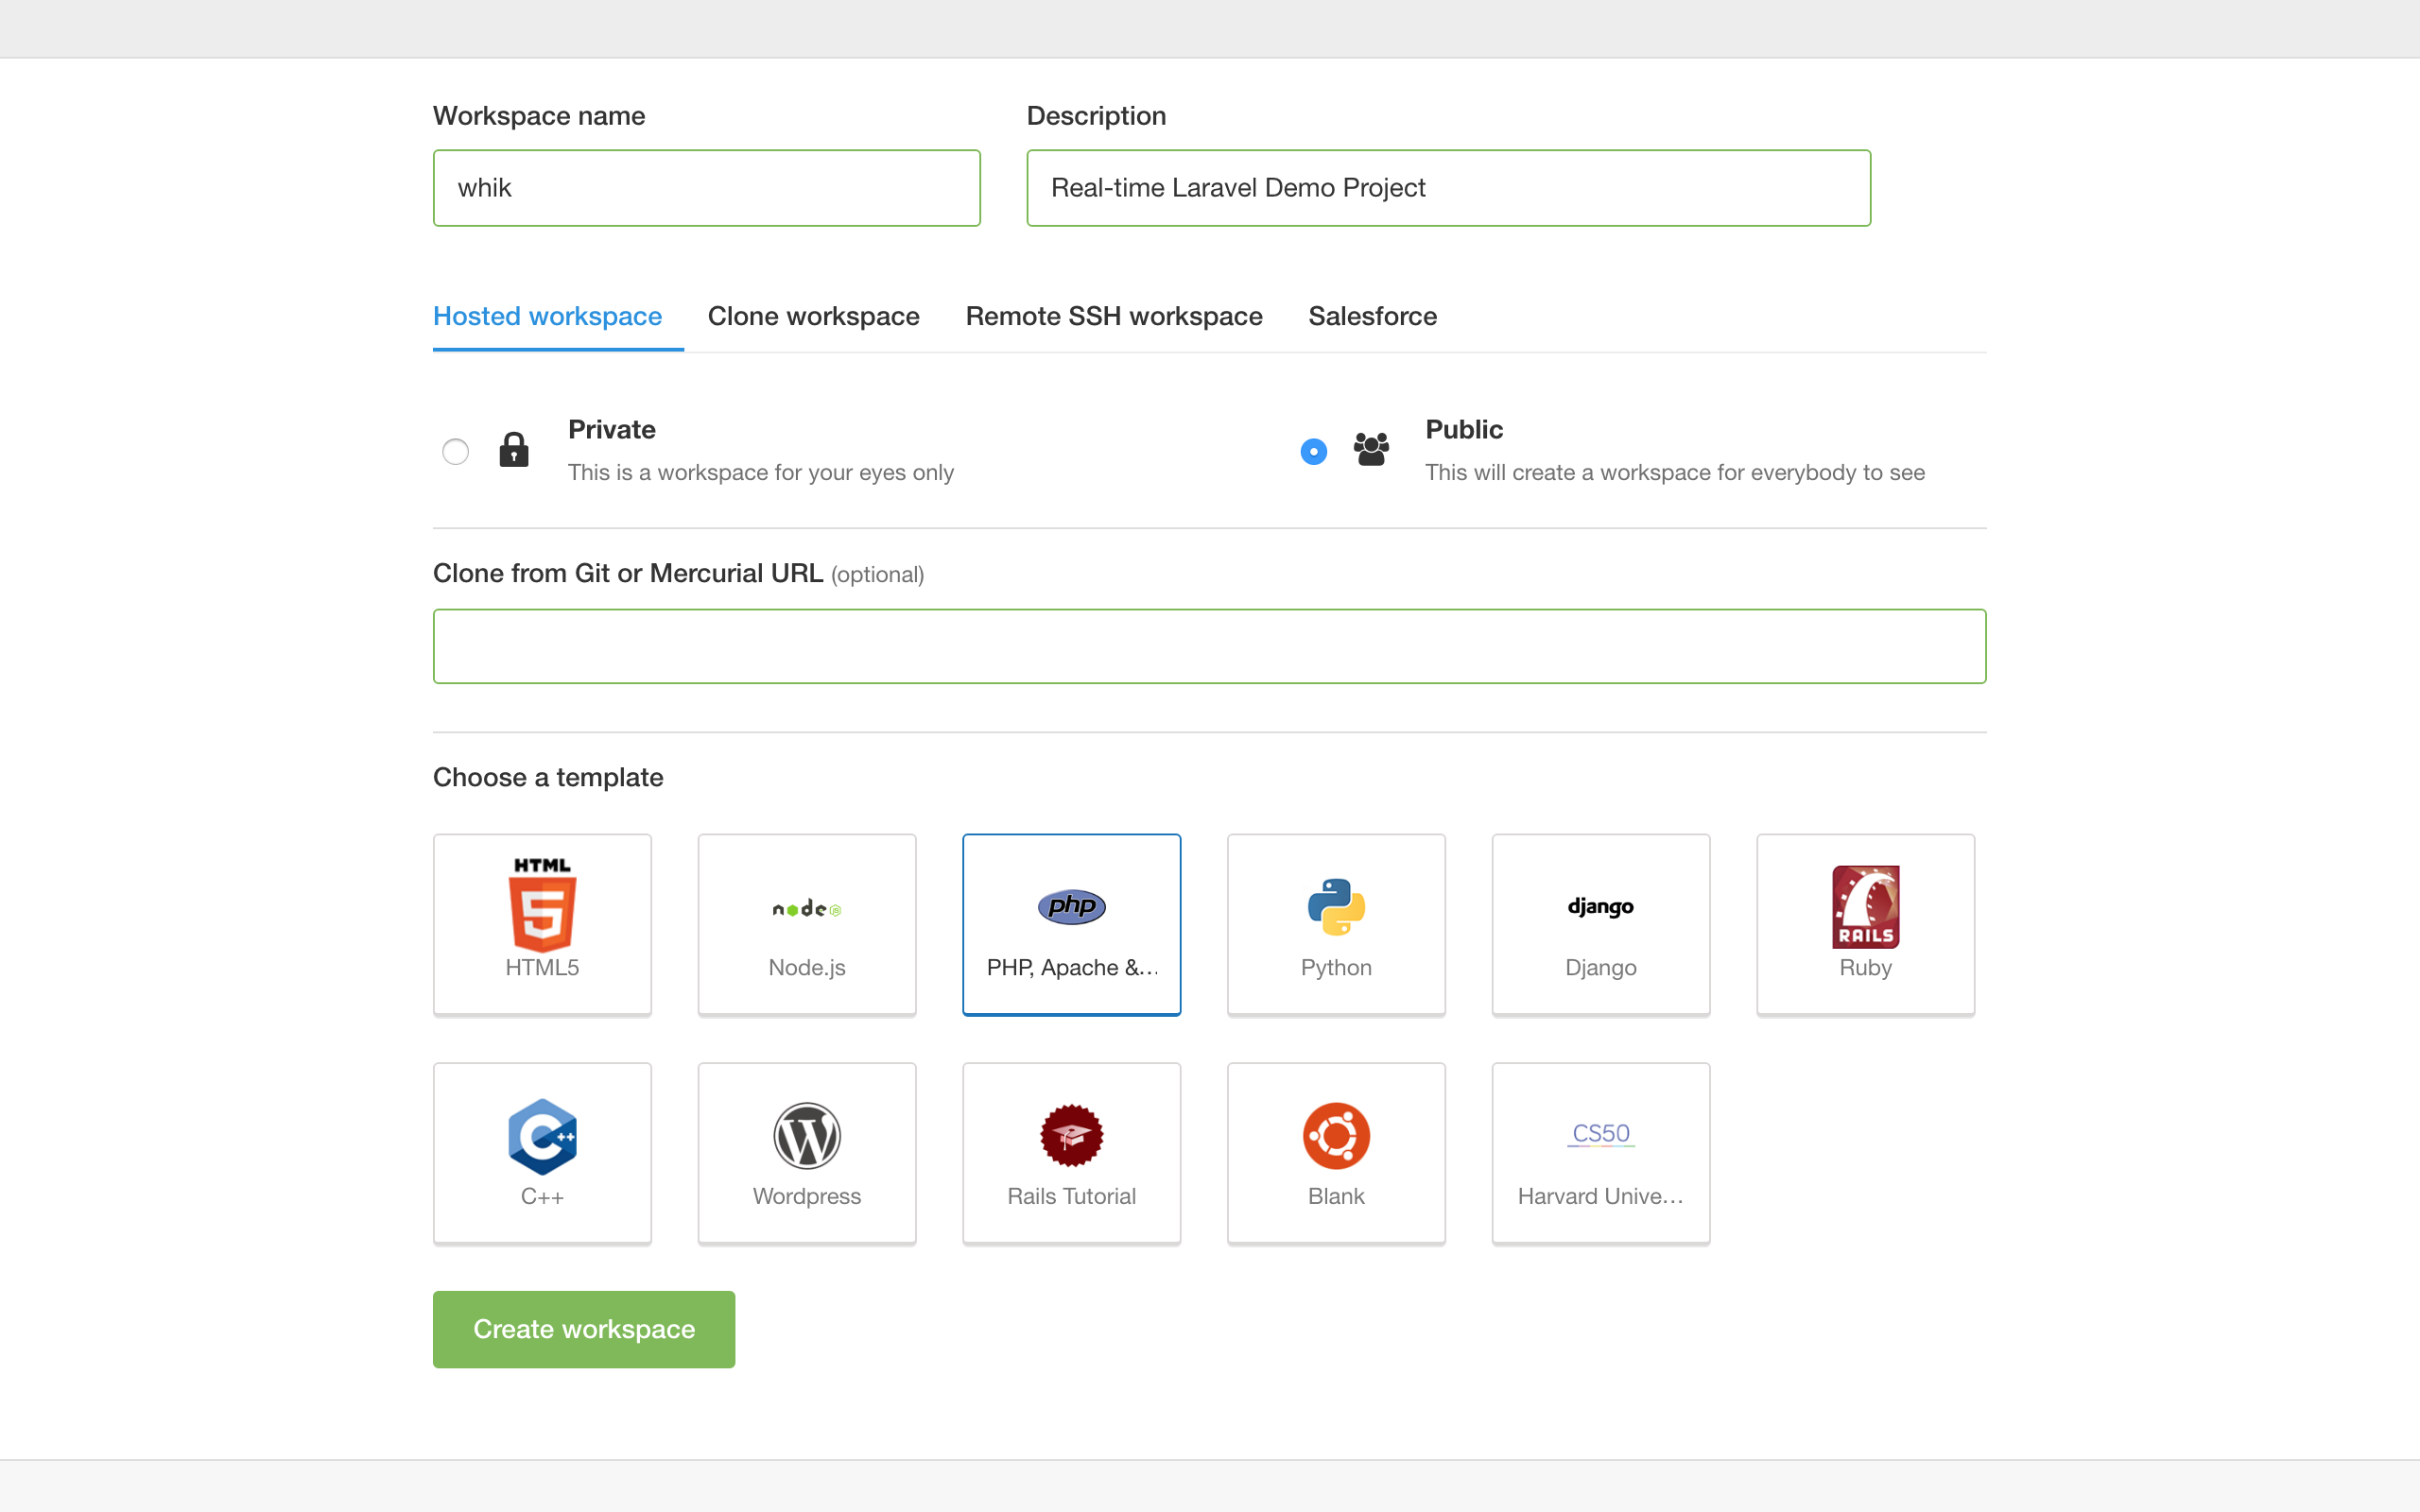 Workspace name
Description
whik
Real-time Laravel Demo Project
Hosted workspace
Clone workspace
Remote SSH workspace
Salesforce
Private
This is a workspace for your eyes only
Public
This will create a workspace for everybody to see
Clone from Git or Mercurial URL (optional)
Choose a template
HTML
5
HTML5
node JS
Node.js
php
PHP, Apache &...
Python
django
Django
RAILS
Ruby
C++
C++
W
Wordpress
Rails Tutorial
Blank
CS50
Harvard Unive...
Create workspace